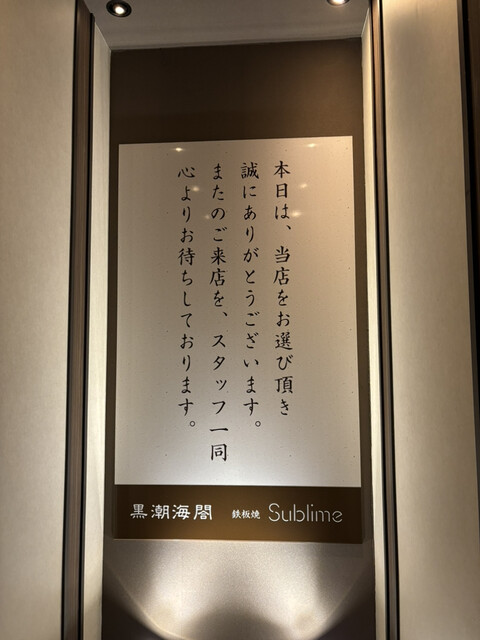 本日は、当店をお選び頂き
誠にありがとうございます。
またのご来店を、スタッフ一同
心よりお待ちしております。
黒潮海閣 鉄板焼 Sublime